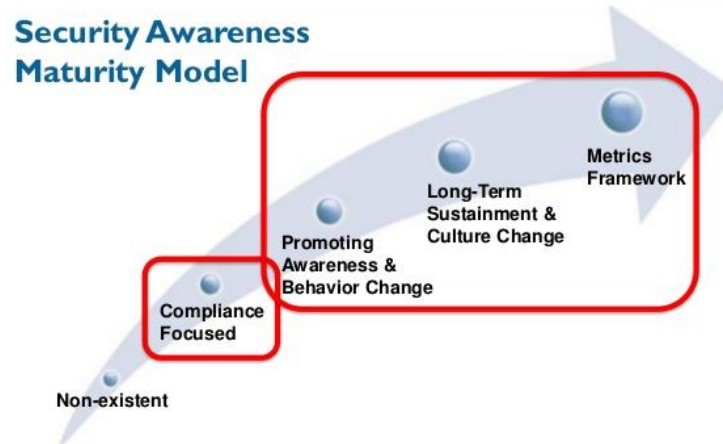 Security Awareness
Maturity Model
Metrics
Framework
Long-Term
Sustainment &
Culture Change
Promoting
Awareness &
Behavior Change
Compliance
Focused
Non-existent